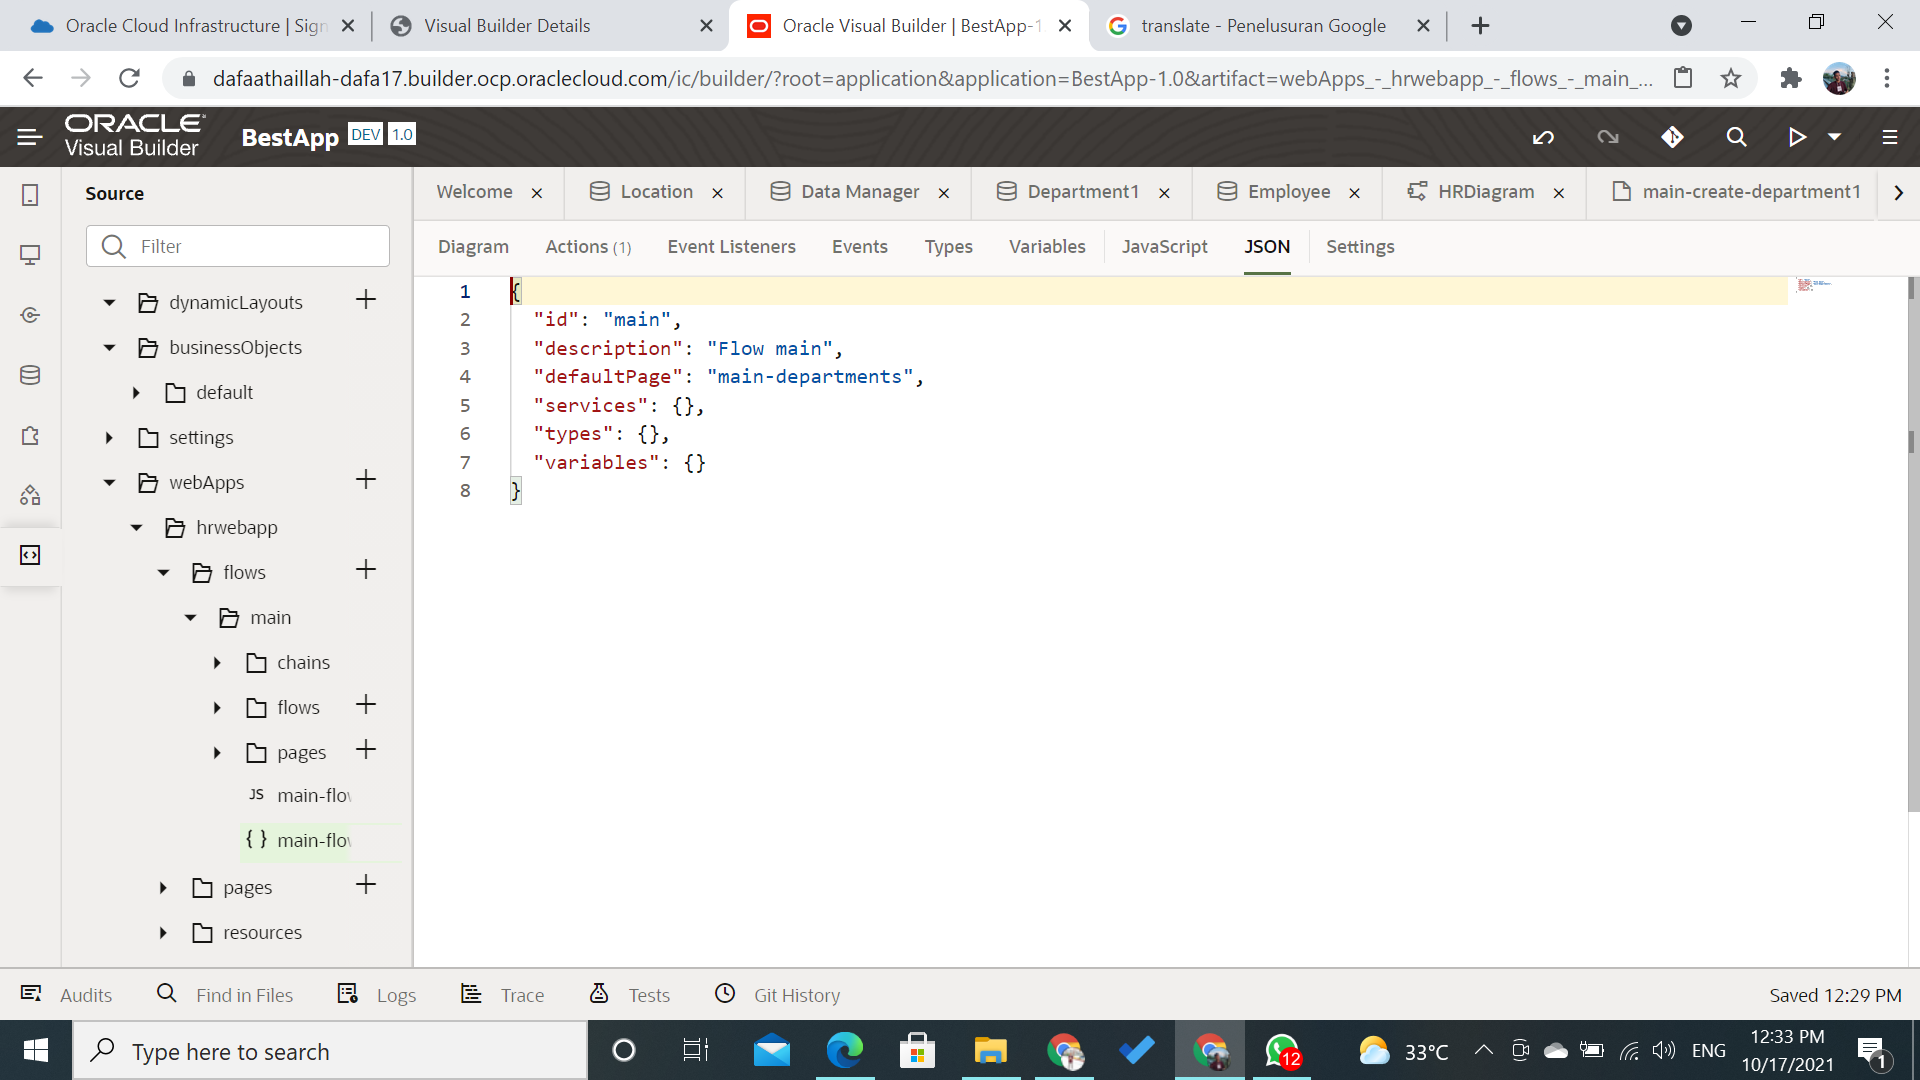 Oracle Cloud Infrastructure | Sign
Visual Builder Details
Oracle Visual Builder | BestApp-1
translate - Penelusuran Google
dafaathaillah-dafa17.builder.ocp.oraclecloud.com/ic/builder/?root=application&application=BestApp-1.0&artifact=webApps_-_hrwebapp_-_flows_-_main_...
ORACLE
Visual Builder
BestApp DEV 1.0
Source
Filter
dynamicLayouts
businessObjects
default
settings
webApps
hrwebapp
flows
main
chains
flows
pages
JS main-flow
{ } main-flow
pages
resources
Welcome
Location
Data Manager
Department1
Employee
HRDiagram
main-create-department1
Diagram
Actions (1)
Event Listeners
Events
Types
Variables
JavaScript
JSON
Settings
1 {
2 "id": "main",
3 "description": "Flow main",
4 "defaultPage": "main-departments",
5 "services": {},
6 "types": {},
7 "variables": {}
8 }
Audits
Find in Files
Logs
Trace
Tests
Git History
Saved 12:29 PM
Type here to search
12
33°C
ENG
12:33 PM
10/17/2021
1